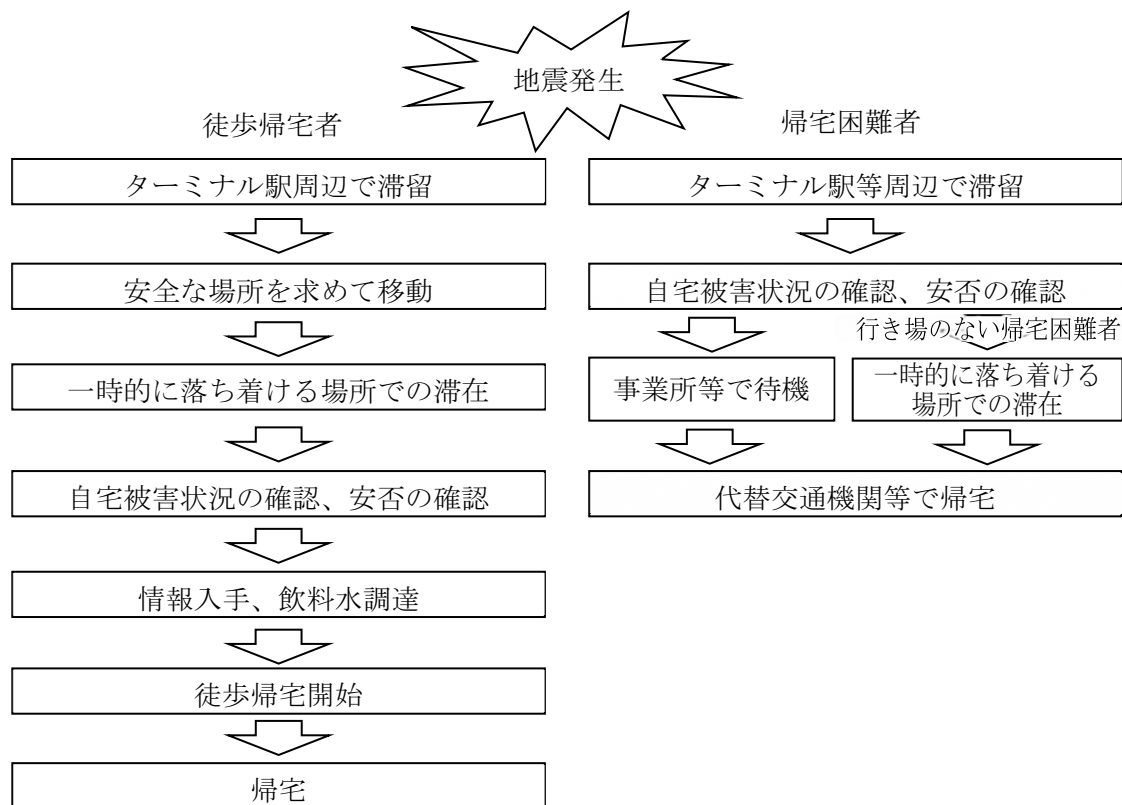 地震発生
徒歩帰宅者
ターミナル駅周辺で滞留
安全な場所を求めて移動
一時的に落ち着ける場所での滞在
自宅被害状況の確認、安否の確認
情報入手、飲料水調達
徒歩帰宅開始
帰宅
帰宅困難者
ターミナル駅等周辺で滞留
自宅被害状況の確認、安否の確認
行き場のない帰宅困難者
事業所等で待機
一時的に落ち着ける
場所での滞在
代替交通機関等で帰宅